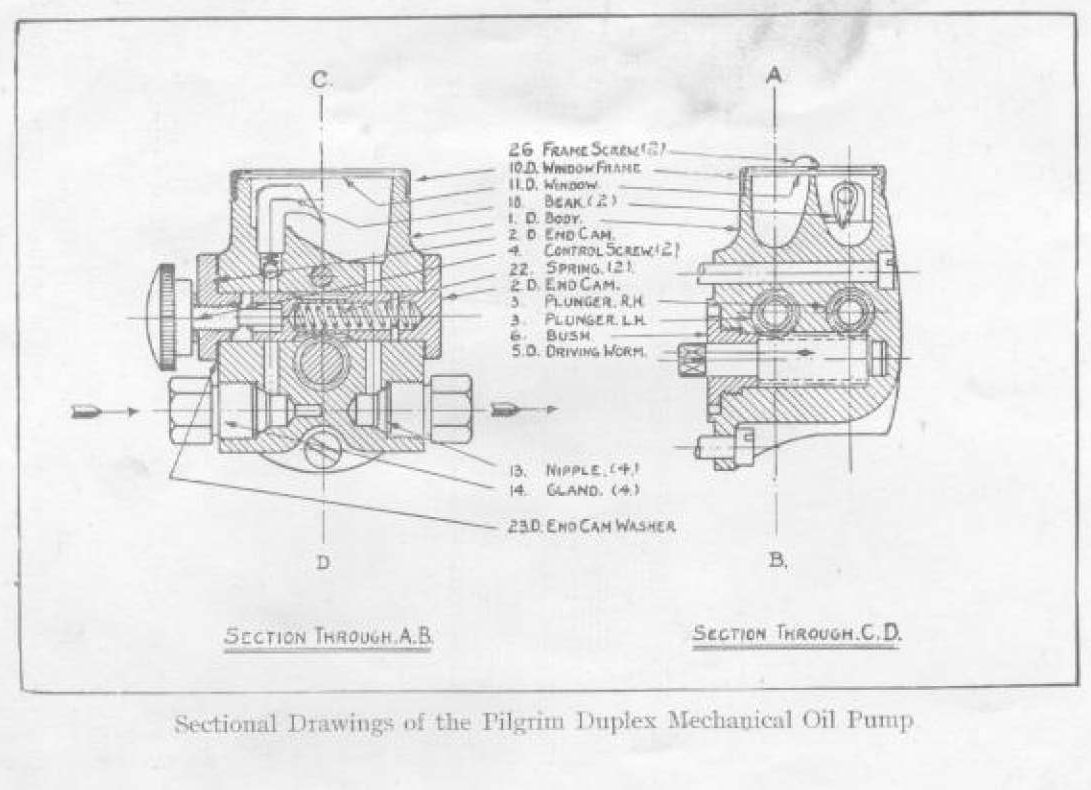 C.
A.
26 FRAME SCREW.(2)
10.D. WINDOW FRAME
11.D. WINDOW.
18. BEAK.(2)
1. D. BODY.
2. D. END CAM.
4. CONTROL SCREW.(2)
22. SPRING.(2).
2. D. END CAM.
3. PLUNGER. R.H.
3. PLUNGER. L.H.
6. BUSH.
5.D. DRIVING WORM.
13. NIPPLE.(4.)
14. GLAND. (4.)
23.D. END CAM WASHER
D
B.
SECTION THROUGH. A.B.
SECTION THROUGH. C.D.
Sectional Drawings of the Pilgrim Duplex Mechanical Oil Pump